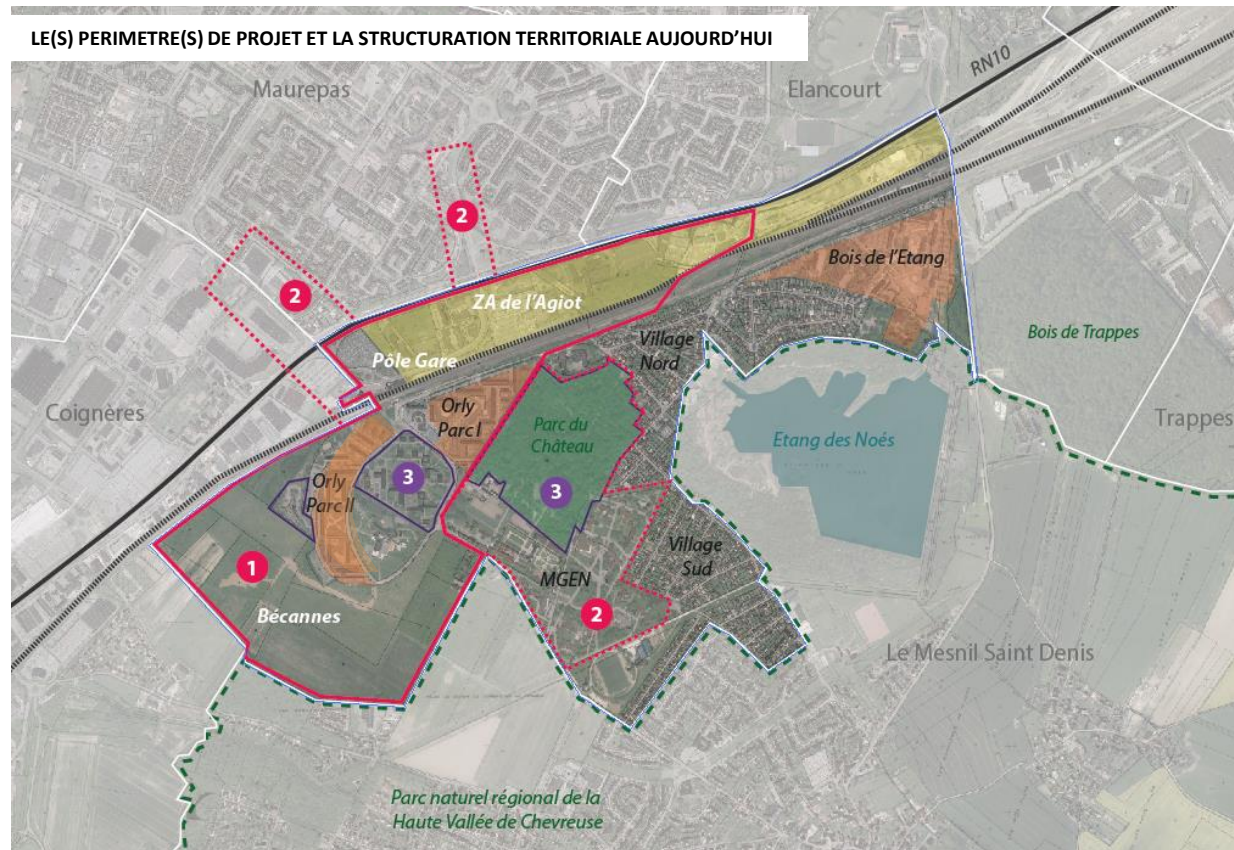 LE(S) PERIMETRE(S) DE PROJET ET LA STRUCTURATION TERRITORIALE AUJOURD'HUI
RN10
Maurepas
Elancourt
2
2
Bois de l'Etang
ZA de l'Agiot
Bois de Trappes
Village
Nord
Pôle Gare
Coignères
Orly
Parc I
Parc du
Château
Trappes
Etang des Noés
3
3
Orly
Parc II
Village
Sud
1
MGEN
Bécannes
2
Le Mesnil Saint Denis
Parc naturel régional de la
Haute Vallée de Chevreuse